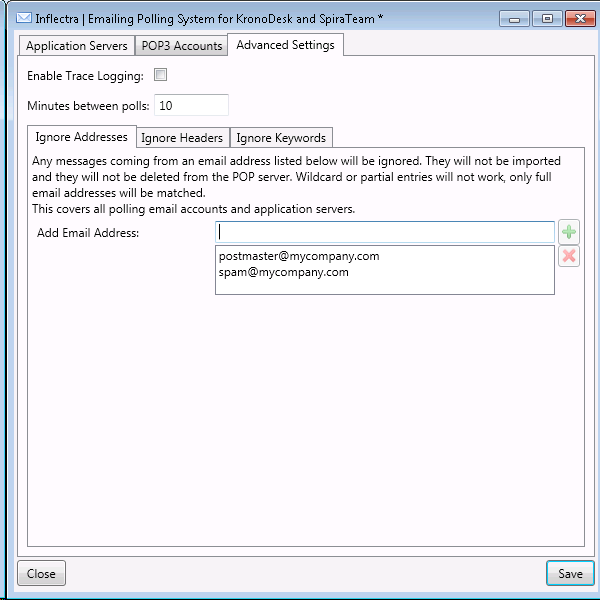 Inflectra | Emailing Polling System for KronoDesk and SpiraTeam *
Application Servers
POP3 Accounts
Advanced Settings
Enable Trace Logging:
Minutes between polls:
10
Ignore Addresses
Ignore Headers
Ignore Keywords
Any messages coming from an email address listed below will be ignored. They will not be imported
and they will not be deleted from the POP server. Wildcard or partial entries will not work, only full
email addresses will be matched.
This covers all polling email accounts and application servers.
Add Email Address:
postmaster@mycompany.com
spam@mycompany.com
Close
Save